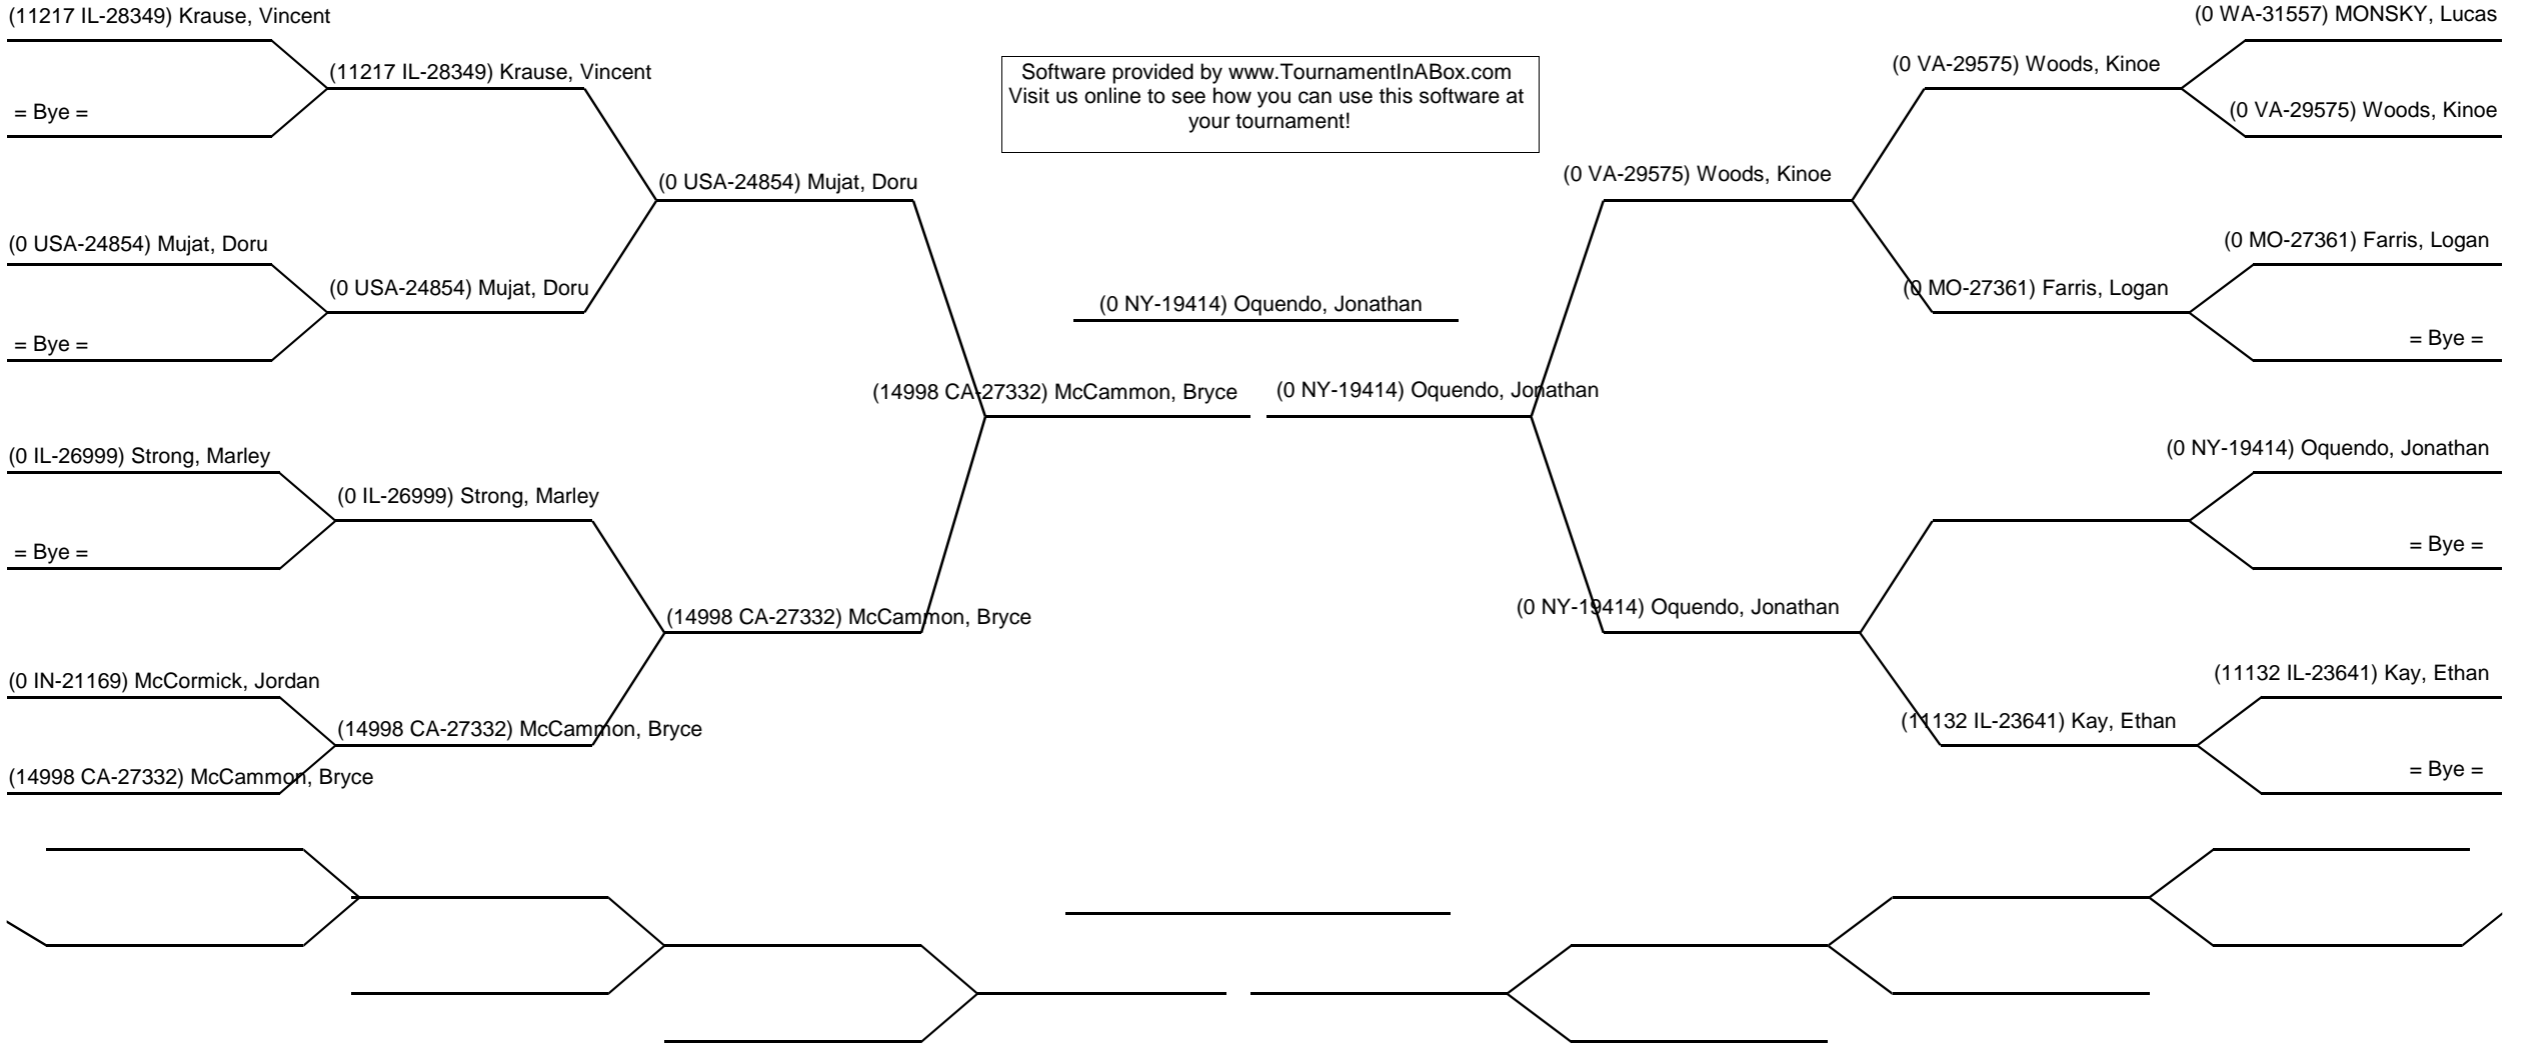 (11217 IL-28349) Krause, Vincent
(11217 IL-28349) Krause, Vincent
= Bye =
(0 USA-24854) Mujat, Doru
(0 USA-24854) Mujat, Doru
(0 USA-24854) Mujat, Doru
= Bye =
(14998 CA-27332) McCammon, Bryce
(0 IL-26999) Strong, Marley
(0 IL-26999) Strong, Marley
= Bye =
(14998 CA-27332) McCammon, Bryce
(0 IN-21169) McCormick, Jordan
(14998 CA-27332) McCammon, Bryce
(14998 CA-27332) McCammon, Bryce
Software provided by www.TournamentInABox.com
Visit us online to see how you can use this software at
your tournament!
(0 NY-19414) Oquendo, Jonathan
(0 NY-19414) Oquendo, Jonathan
(0 WA-31557) MONSKY, Lucas
(0 VA-29575) Woods, Kinoe
(0 VA-29575) Woods, Kinoe
(0 VA-29575) Woods, Kinoe
(0 MO-27361) Farris, Logan
(0 MO-27361) Farris, Logan
= Bye =
(0 NY-19414) Oquendo, Jonathan
= Bye =
(0 NY-19414) Oquendo, Jonathan
(11132 IL-23641) Kay, Ethan
(11132 IL-23641) Kay, Ethan
= Bye =